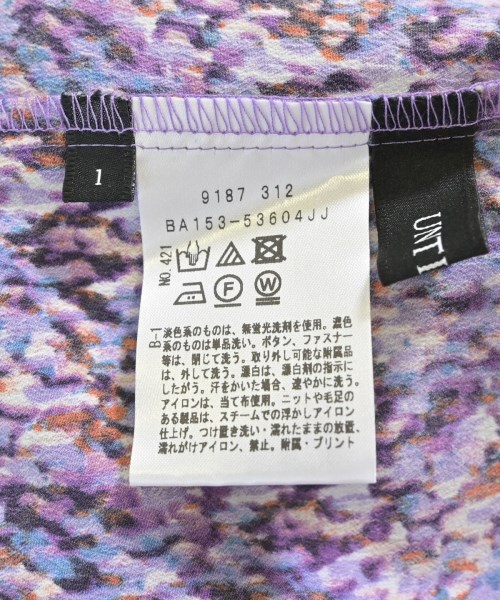 1
9187 312
BA153-53604JJ
UNTI
NO.421
F
W
B-1
淡色系のものは、無蛍光洗剤を使用。濃色
系のものは単品洗い。ボタン、ファスナー
等は、閉じて洗う。取り外し可能な附属品
は、外して洗う。漂白は、漂白剤の指示に
したがう。汗をかいた場合、速やかに洗う。
アイロンは、当て布使用。ニットや毛足の
ある製品は、スチームでの浮かしアイロン
仕上げ。つけ置き洗い・濡れたままの放置、
濡れがけアイロン、禁止。附属・プリント